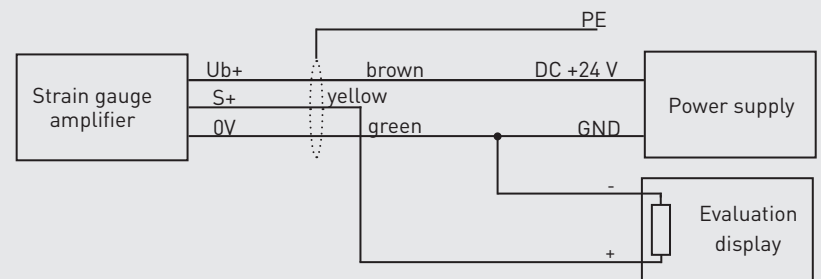 PE
Ub+ brown DC +24 V
Strain gauge
amplifier
S+ yellow
Power supply
0V green GND
-
Evaluation
display
+